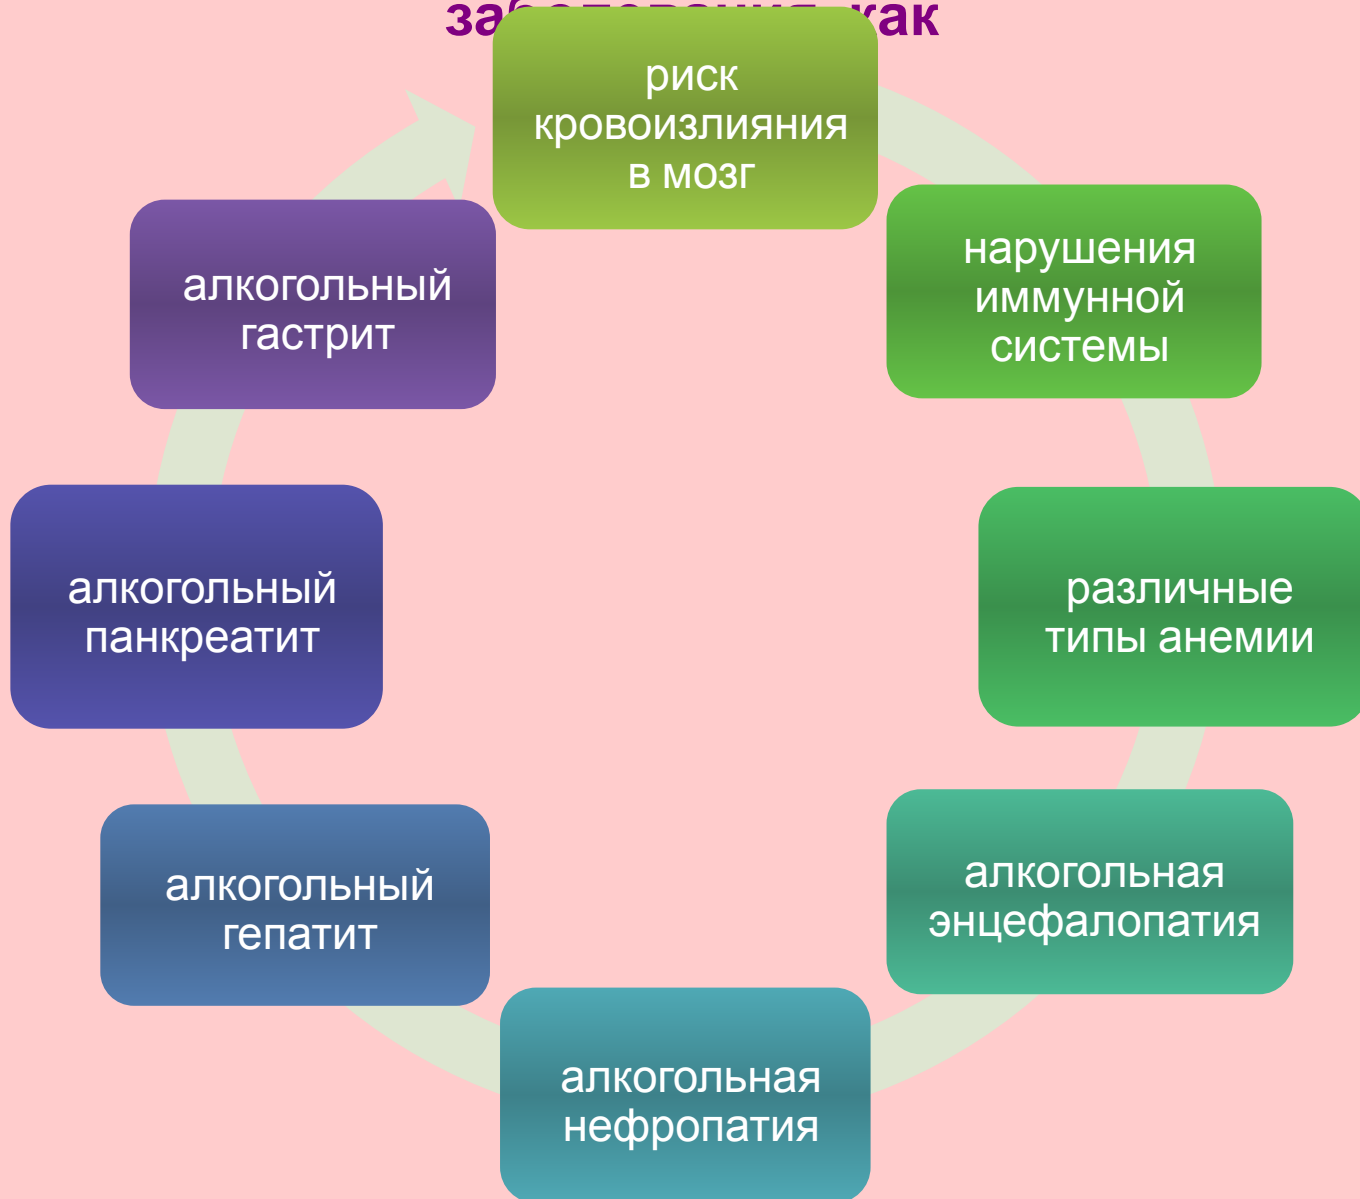 как
риск
кровоизлияния
в мозг
нарушения
иммунной
системы
различные
типы анемии
алкогольная
энцефалопатия
алкогольная
нефропатия
алкогольный
гепатит
алкогольный
панкреатит
алкогольный
гастрит